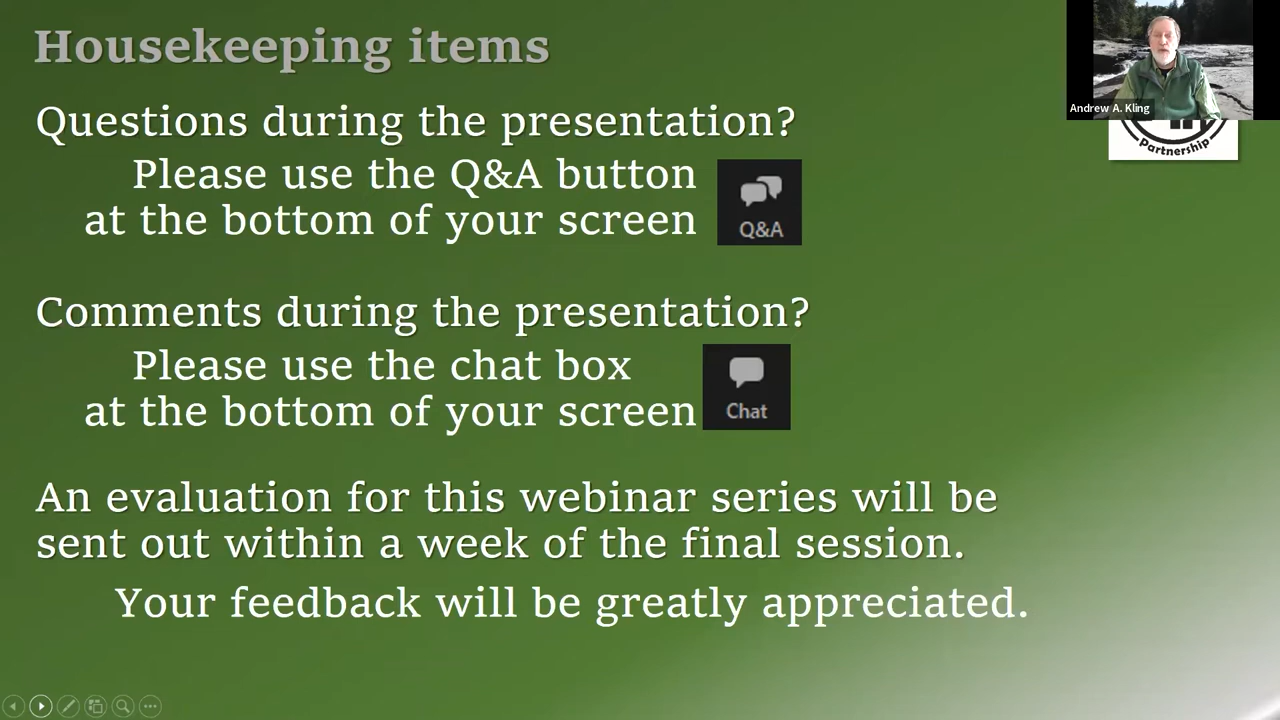 Housekeeping items
Andrew A. Kling
Partnership
Questions during the presentation?
Please use the Q&A button
at the bottom of your screen
Q&A
Comments during the presentation?
Please use the chat box
at the bottom of your screen
Chat
An evaluation for this webinar series will be
sent out within a week of the final session.
Your feedback will be greatly appreciated.